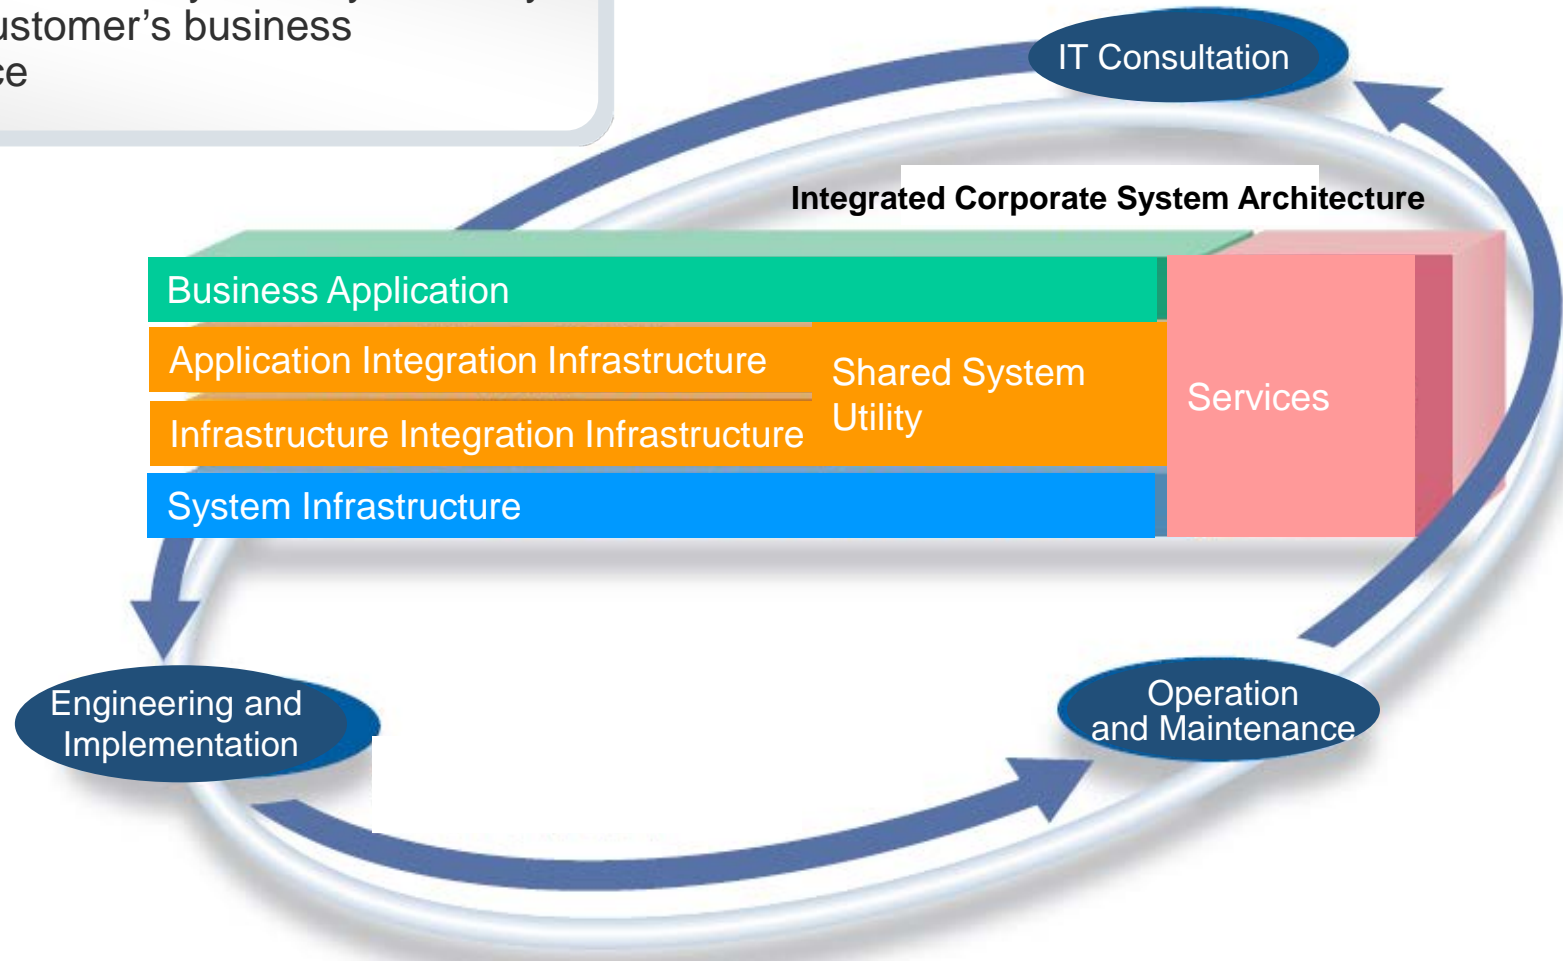 ustomer's business
ce
IT Consultation
Integrated Corporate System Architecture
Business Application
Application Integration Infrastructure
Shared System
Utility
Services
Infrastructure Integration Infrastructure
System Infrastructure
Engineering and
Implementation
Operation
and Maintenance